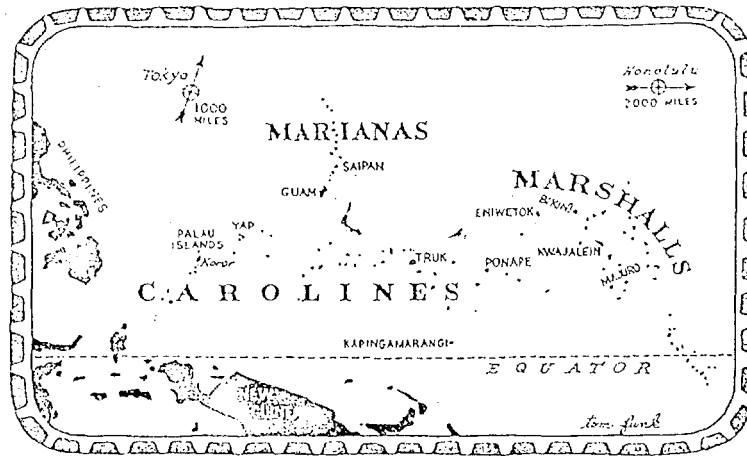 Tokyo
1000
MILES
Honolulu
2000 MILES
PHILIPPINES
MARIANAS
SAIPAN
GUAM
MARSHALLS
BIKINI
ENIWETOK
KWAJALEIN
MAJURO
PALAU
ISLANDS
Koror
YAP
TRUK
PONAPE
CAROLINES
KAPINGAMARANGI
EQUATOR
NEW
GUINEA
tom funk